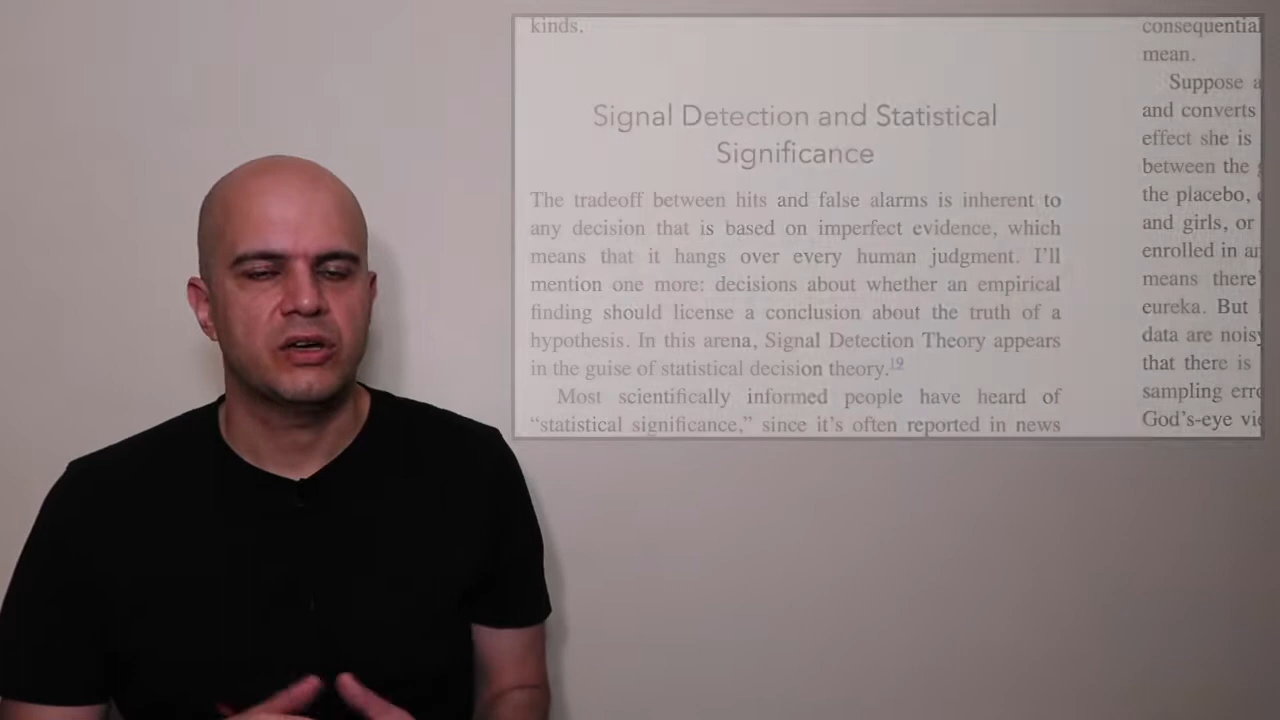 kinds.
Signal Detection and Statistical
Significance
The tradeoff between hits and false alarms is inherent to
any decision that is based on imperfect evidence, which
means that it hangs over every human judgment. I'll
mention one more: decisions about whether an empirical
finding should license a conclusion about the truth of a
hypothesis. In this arena, Signal Detection Theory appears
in the guise of statistical decision theory.19
Most scientifically informed people have heard of
“statistical significance,” since it's often reported in news
consequential
mean.
Suppose a
and converts
effect she is
between the
the placebo,
and girls, or
enrolled in an
means there'
eureka. But
data are noisy
that there is
sampling erro
God's-eye vie